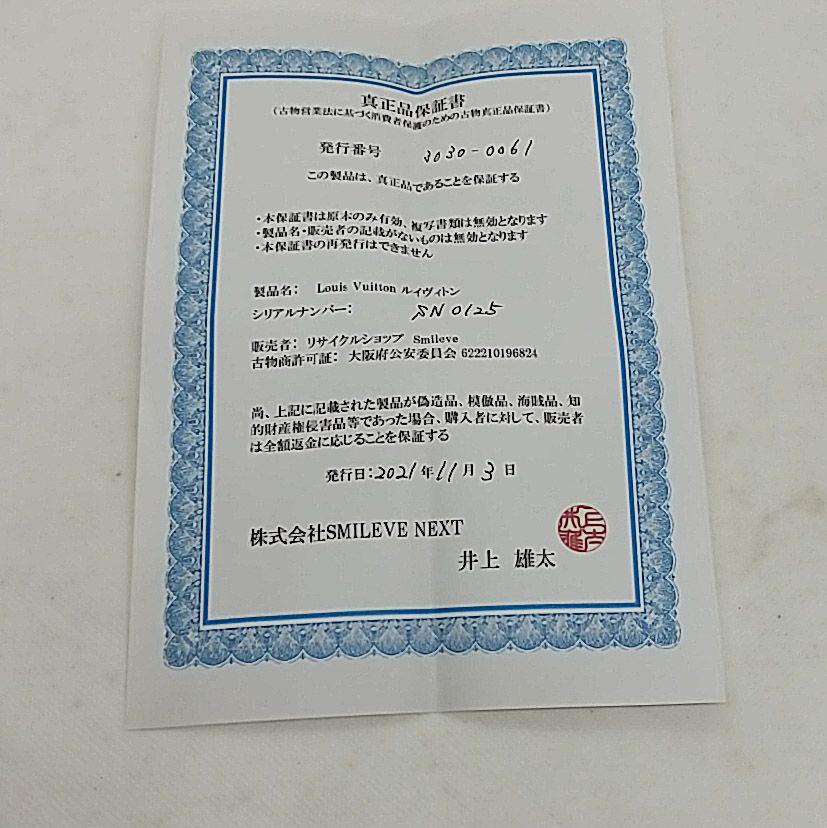 真正品保証書
(古物営業法に基づく消費者保護のための古物真正品保証書)
発行番号 3030-0061
この製品は、真正品であることを保証する
・本保証書は原本のみ有効、複写書類は無効となります
・製品名・販売者の記載がないものは無効となります
・本保証書の再発行はできません
製品名: Louis Vuitton ルイヴィトン
シリアルナンバー: SN0125
販売者: リサイクルショップ Smileve
古物商許可証: 大阪府公安委員会 622210196824
尚、上記に記載された製品が偽造品、模倣品、海賊品、知
的財産権侵害品等であった場合、購入者に対して、販売者
は全額返金に応じることを保証する
発行日:2021年11月3日
株式会社SMILEVE NEXT
井上 雄太